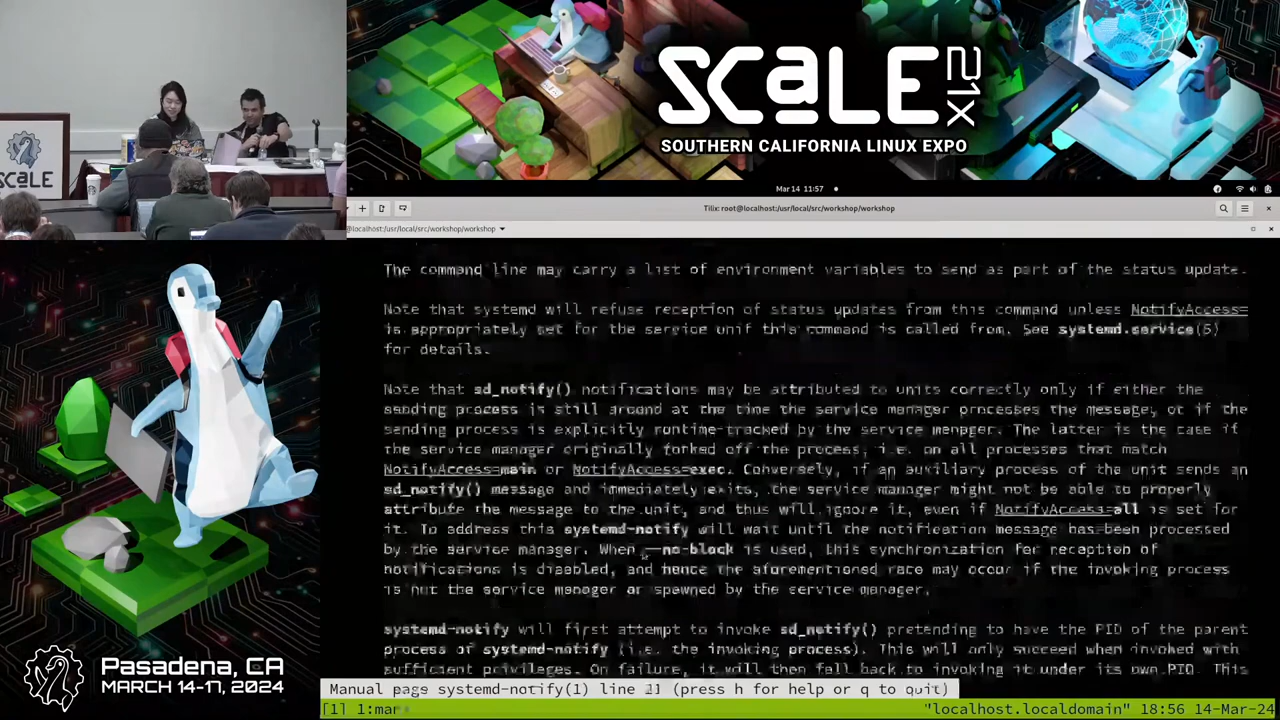 SCaLE 21x
SOUTHERN CALIFORNIA LINUX EXPO
SCaLE
Mar 14 11:57
Tilix: root@localhost:/usr/local/src/workshop/workshop
@localhost:/usr/local/src/workshop/workshop
The command line may carry a list of environment variables to send as part of the status update.
Note that systemd will refuse reception of status updates from this command unless NotifyAccess=
is appropriately set for the service unit this command is called from. See systemd.service(5)
for details.
Note that sd_notify() notifications may be attributed to units correctly only if either the
sending process is still around at the time the service manager processes the message, or if the
sending process is explicitly runtime-tracked by the service manager. The latter is the case if
the service manager originally forked off the process, i.e. on all processes that match
NotifyAccess=main or NotifyAccess=exec. Conversely, if an auxiliary process of the unit sends an
sd_notify() message and immediately exits, the service manager might not be able to properly
attribute the message to the unit, and thus will ignore it, even if NotifyAccess=all is set for
it. To address this systemd-notify will wait until the notification message has been processed
by the service manager. When --no-block is used, this synchronization for reception of
notifications is disabled, and hence the aforementioned race may occur if the invoking process
is not the service manager or spawned by the service manager.
systemd-notify will first attempt to invoke sd_notify() pretending to have the PID of the parent
process of systemd-notify (i.e. the invoking process). This will only succeed when invoked with
sufficient privileges. On failure, it will then fall back to invoking it under its own PID. This
Manual page systemd-notify(1) line (press h for help or q to quit)
[1] 1:man
"localhost.localdomain" 18:56 14-Mar-24
Pasadena, CA
MARCH 14-17, 2024